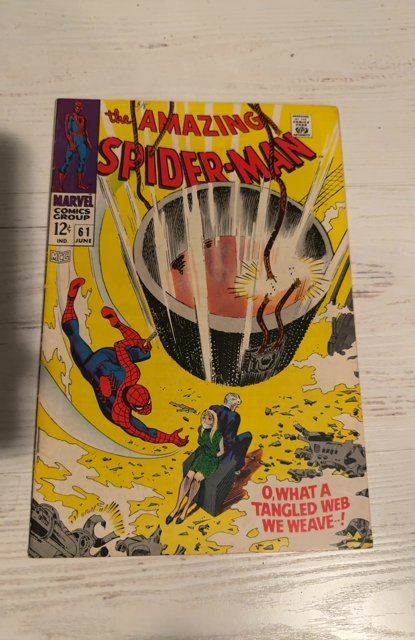 the AMAZING
SPIDER-MAN
MARVEL
COMICS
GROUP
12¢
IND.
61
JUNE
O, WHAT A
TANGLED WEB
WE WEAVE--!